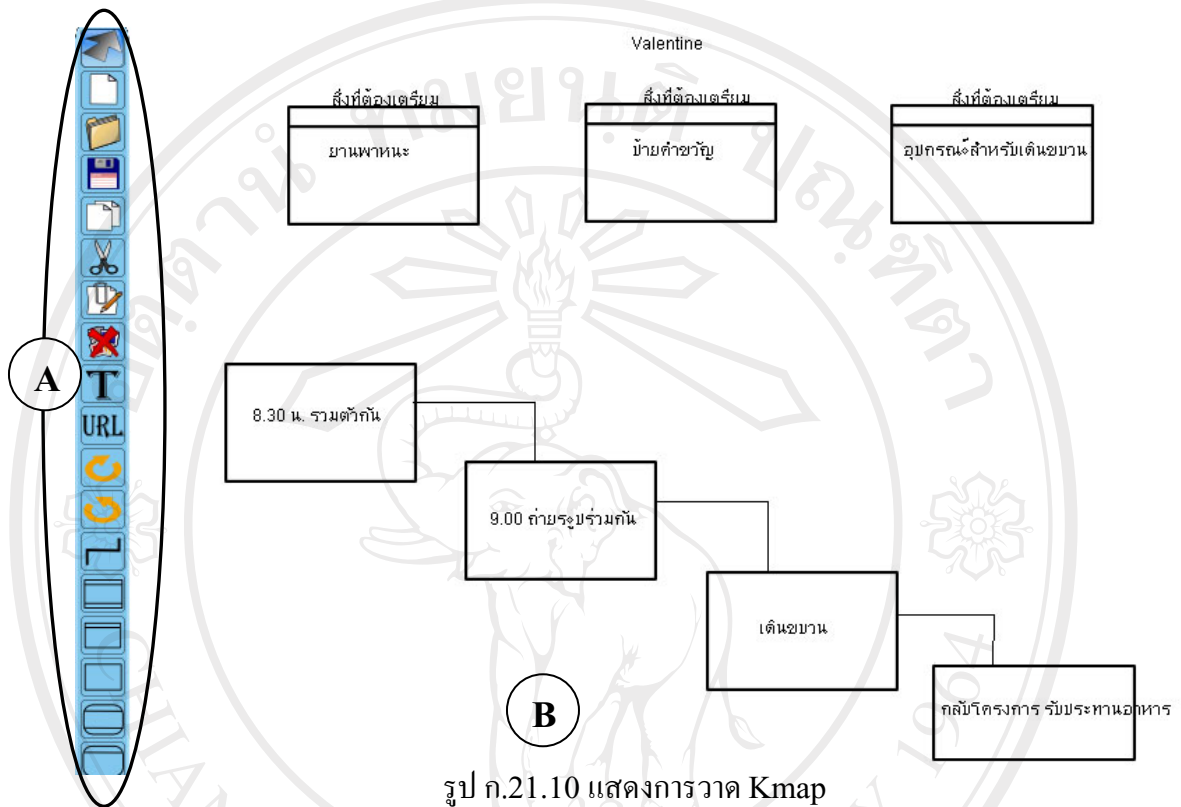 Valentine
สิ่งที่ต้องเตรียม
ยานพาหนะ
สิ่งที่ต้องเตรียม
ป้ายคำขวัญ
สิ่งที่ต้องเตรียม
อุปกรณ์สำหรับเดินขบวน
A
T
URL
8.30 น. รวมตัวกัน
9.00 ถ่ายรูปร่วมกัน
เดินขบวน
กลับโครงการ รับประทานอาหาร
B
รูป ก.21.10 แสดงการวาด Kmap